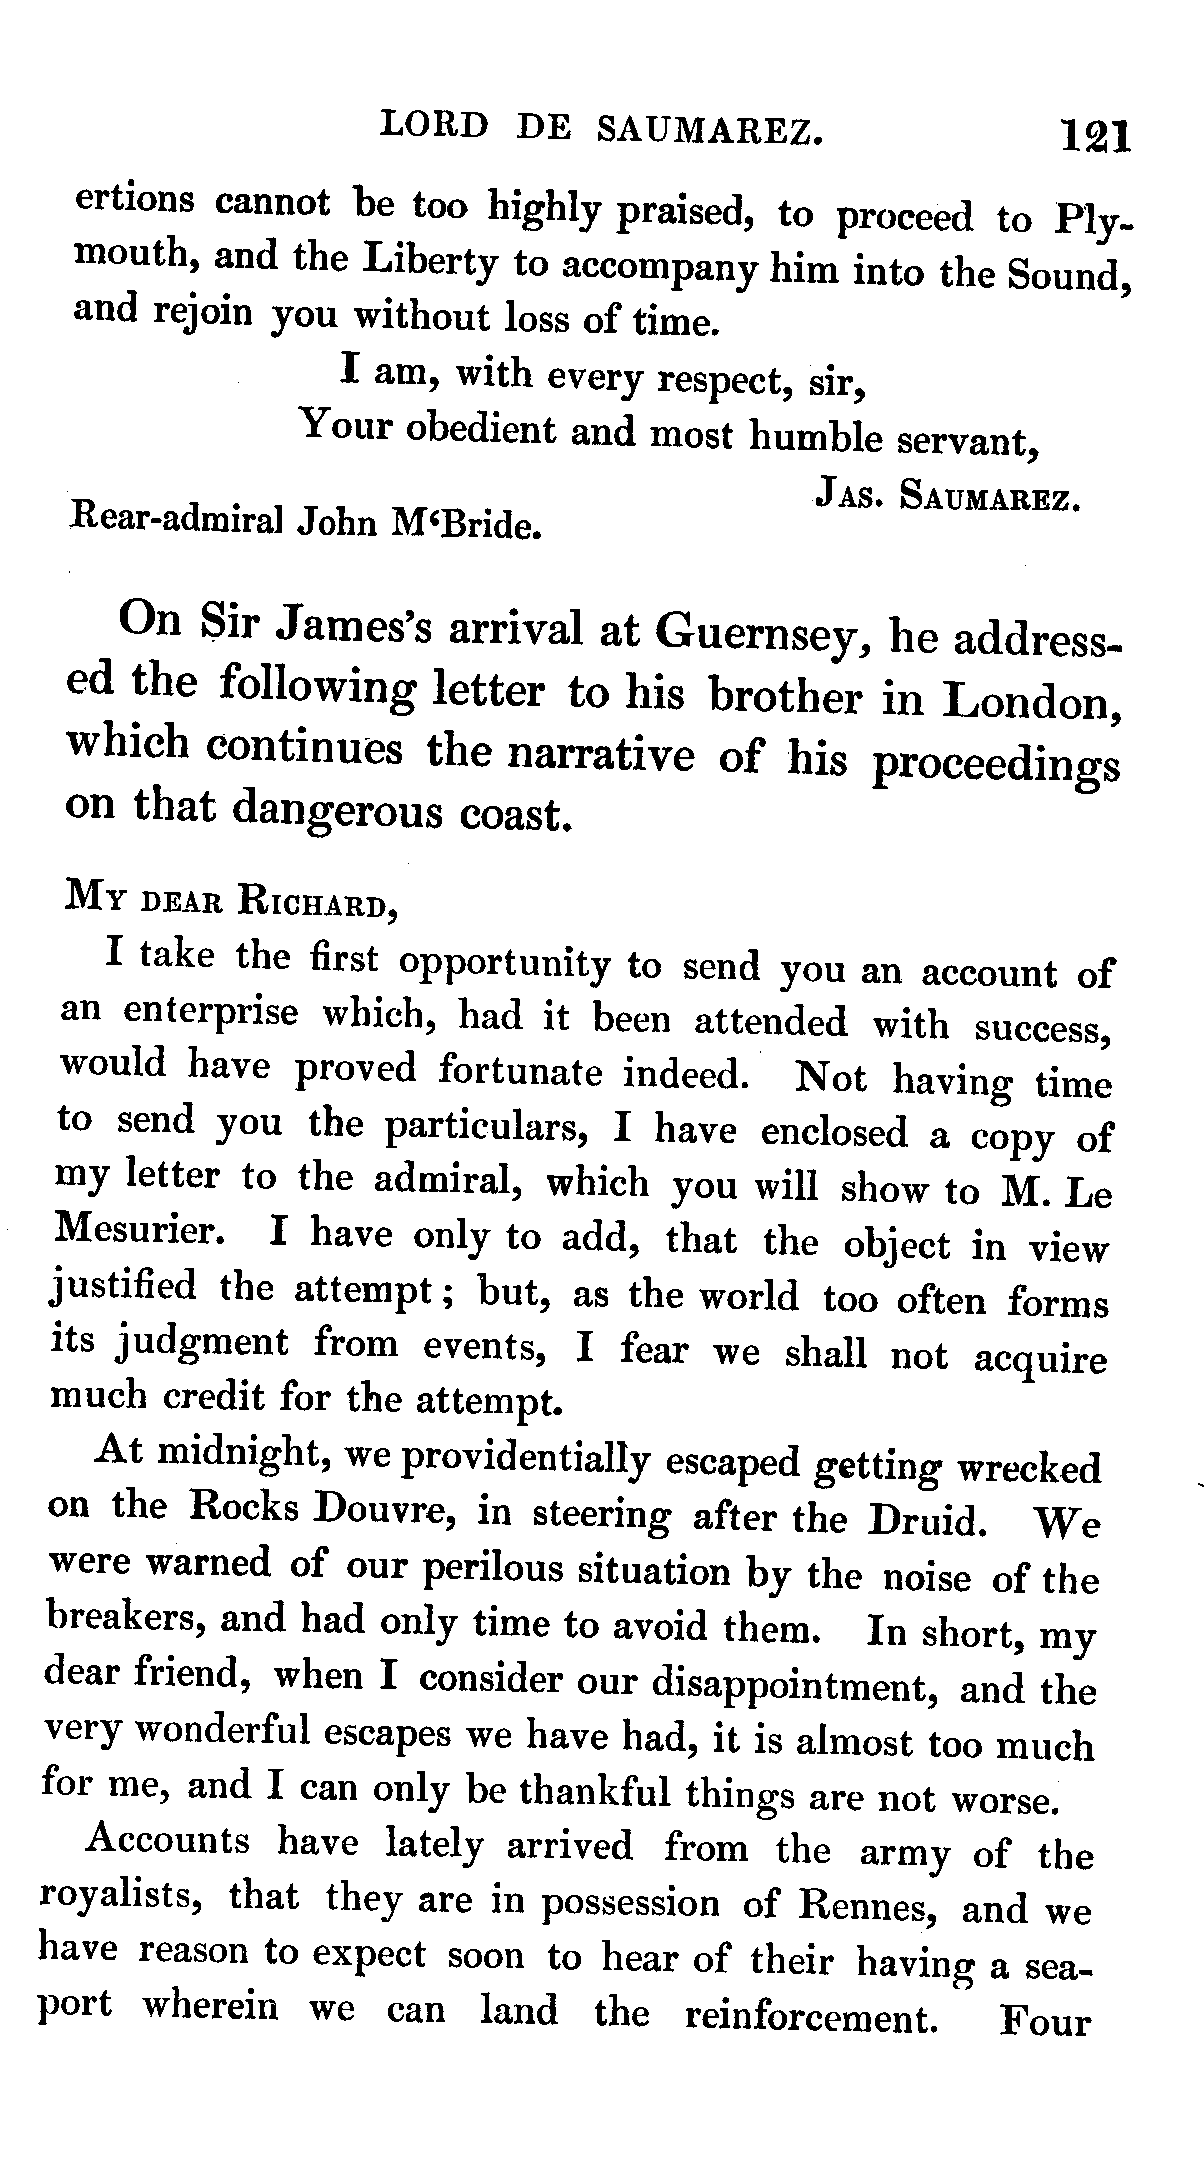 LORD DE SAUMAREZ. 121
ertions cannot be too highly praised, to proceed to Ply-
mouth, and the Liberty to accompany him into the Sound,
and rejoin you without loss of time.
I am, with every respect, sir,
Your obedient and most humble servant,
JAS. SAUMAREZ.
Rear-admiral John M‘Bride.
On Sir James’s arrival at Guernsey, he address-
ed the following letter to his brother in London,
which continues the narrative of his proceedings
on that dangerous coast.
MY DEAR RICHARD,
I take the first opportunity to send you an account of
an enterprise which, had it been attended with success,
would have proved fortunate indeed. Not having time
to send you the particulars, I have enclosed a copy of
my letter to the admiral, which you will show to M. Le
Mesurier. I have only to add, that the object in view
justified the attempt; but, as the world too often forms
its judgment from events, I fear we shall not acquire
much credit for the attempt.
At midnight, we providentially escaped getting wrecked
on the Rocks Douvre, in steering after the Druid. We
were warned of our perilous situation by the noise of the
breakers, and had only time to avoid them. In short, my
dear friend, when I consider our disappointment, and the
very wonderful escapes we have had, it is almost too much
for me, and I can only be thankful things are not worse.
Accounts have lately arrived from the army of the
royalists, that they are in possession of Rennes, and we
have reason to expect soon to hear of their having a sea-
port wherein we can land the reinforcement. Four